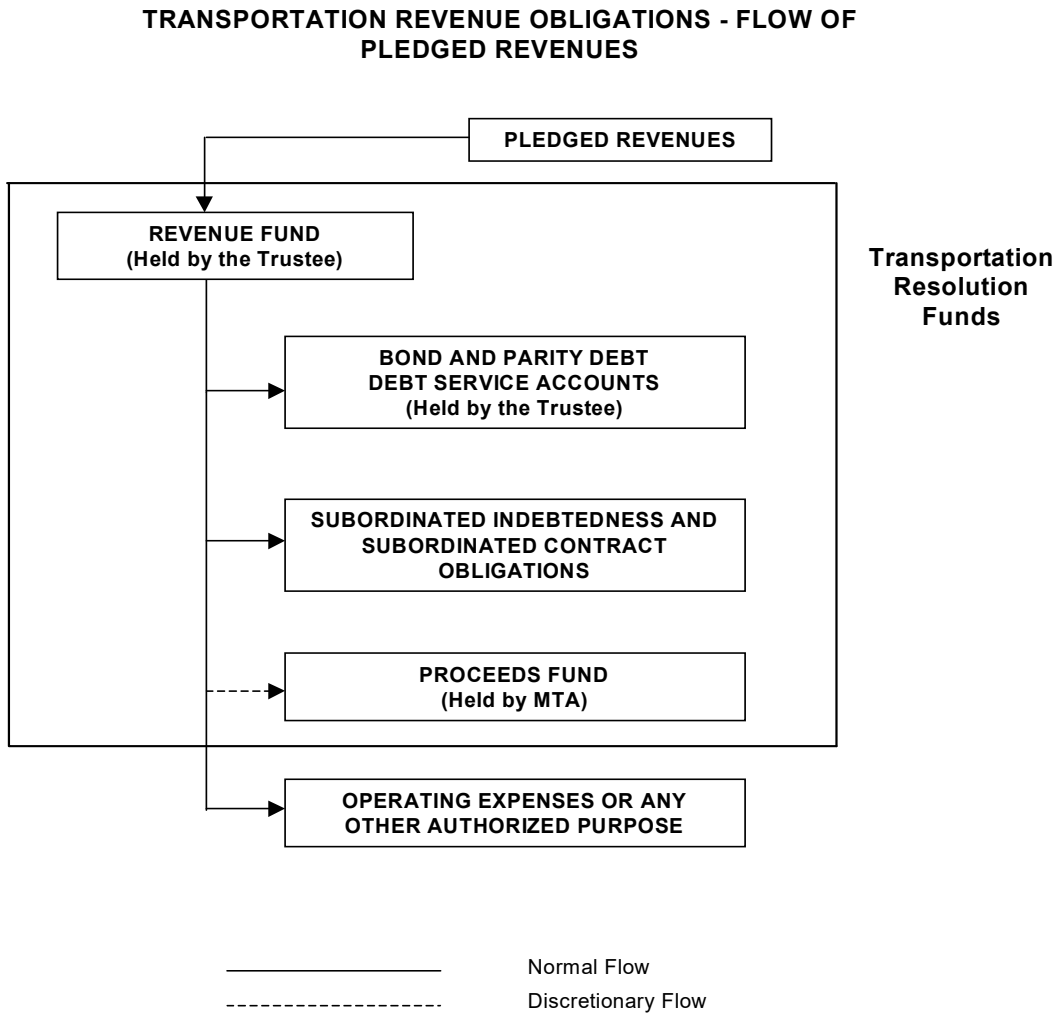 TRANSPORTATION REVENUE OBLIGATIONS - FLOW OF
PLEDGED REVENUES
PLEDGED REVENUES
REVENUE FUND
(Held by the Trustee)
Transportation
Resolution
Funds
BOND AND PARITY DEBT
DEBT SERVICE ACCOUNTS
(Held by the Trustee)
SUBORDINATED INDEBTEDNESS AND
SUBORDINATED CONTRACT
OBLIGATIONS
PROCEEDS FUND
(Held by MTA)
OPERATING EXPENSES OR ANY
OTHER AUTHORIZED PURPOSE
Normal Flow
Discretionary Flow